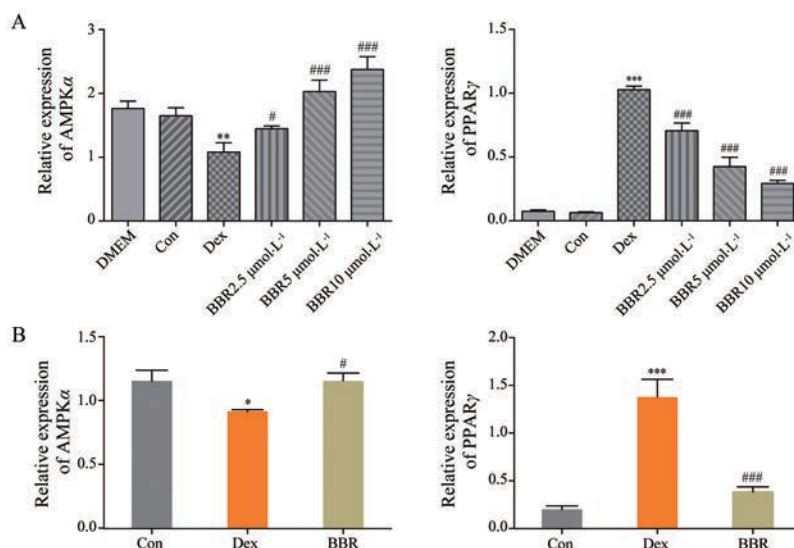 A
Relative expression
of AMPKα
3
2
1
0
**
#
###
###
DMEM
Con
Dex
BBR2.5 μmol·L⁻¹
BBR5 μmol·L⁻¹
BBR10 μmol·L⁻¹
Relative expression
of PPARγ
1.5
1.0
0.5
0.0
***
###
###
###
DMEM
Con
Dex
BBR2.5 μmol·L⁻¹
BBR5 μmol·L⁻¹
BBR10 μmol·L⁻¹
B
Relative expression
of AMPKα
1.5
1.0
0.5
0.0
*
#
Con
Dex
BBR
Relative expression
of PPARγ
2.0
1.5
1.0
0.5
0.0
***
###
Con
Dex
BBR